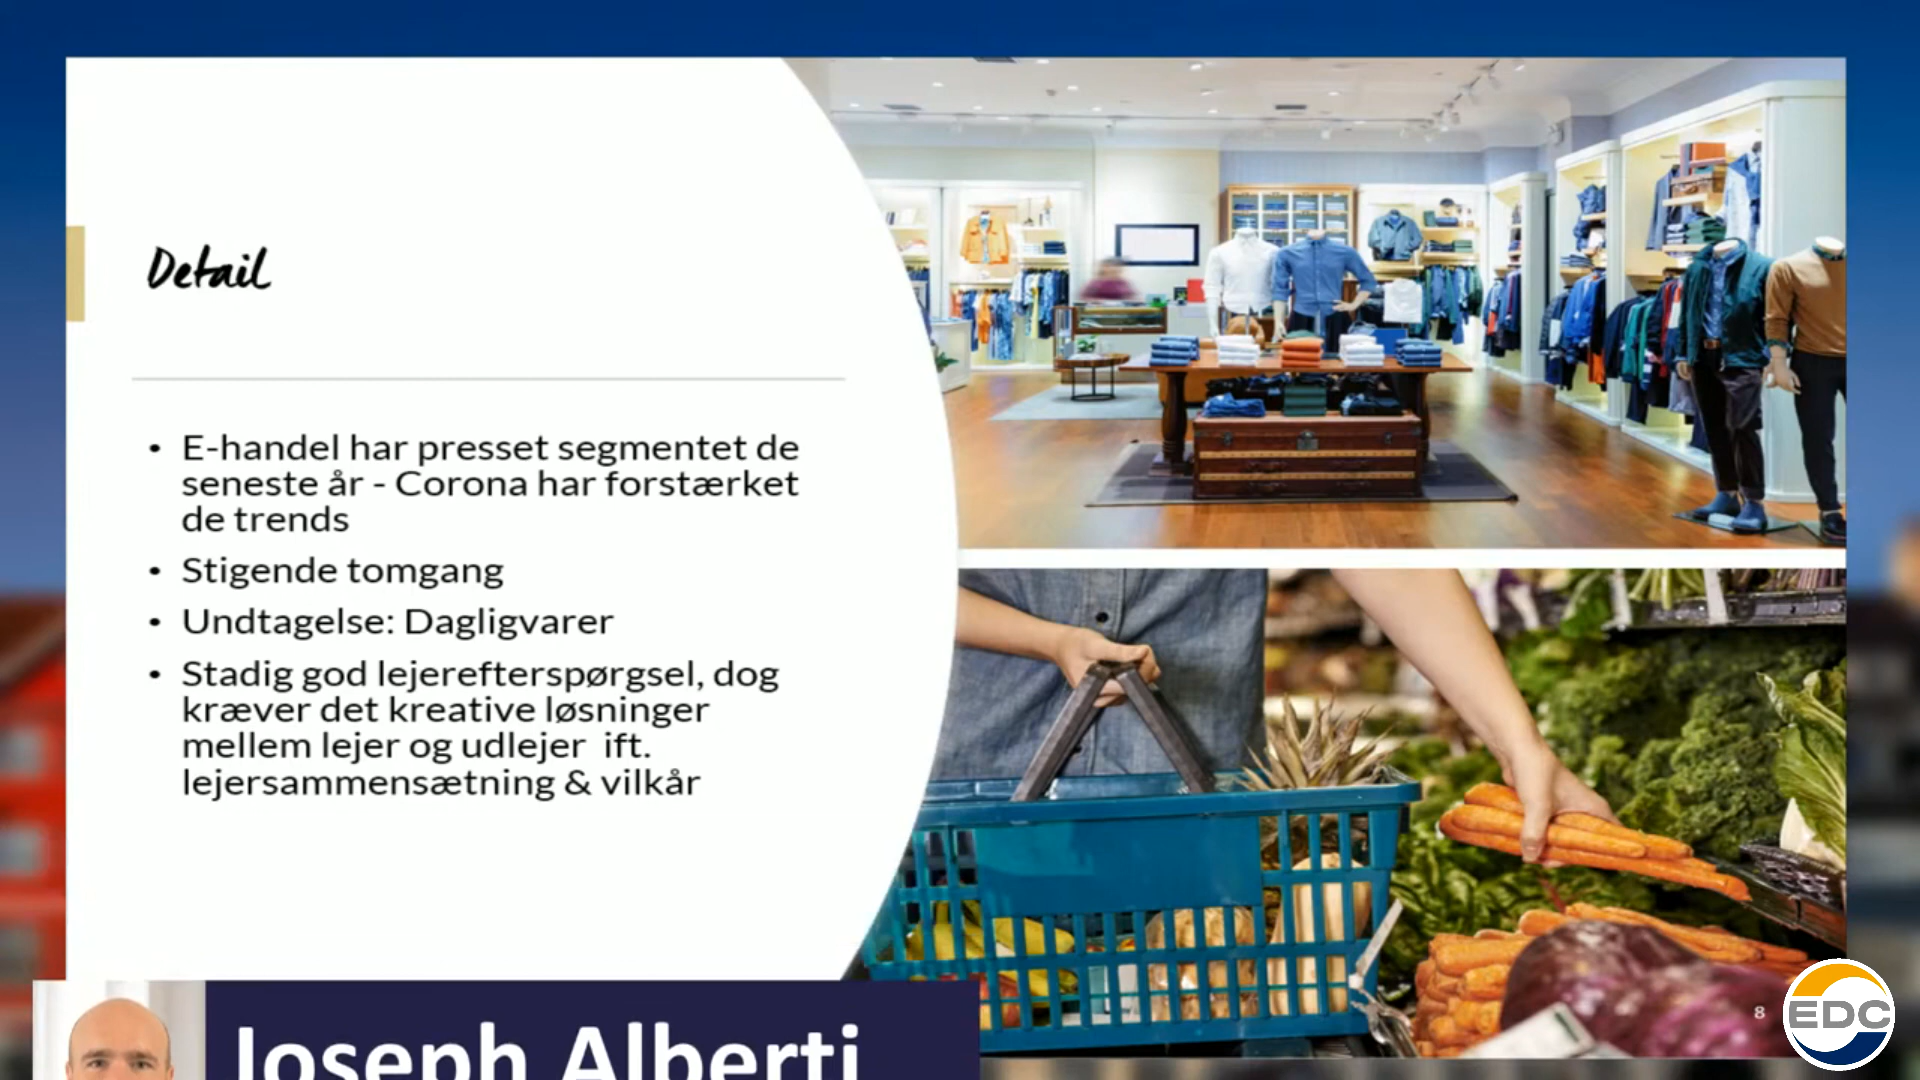 Detail
• E-handel har presset segmentet de
seneste år - Corona har forstærket
de trends
• Stigende tomgang
• Undtagelse: Dagligvarer
• Stadig god lejerefterspørgsel, dog
kræver det kreative løsninger
mellem lejer og udlejer ift.
lejersammensætning & vilkår
8
EDC
Joseph Alberti